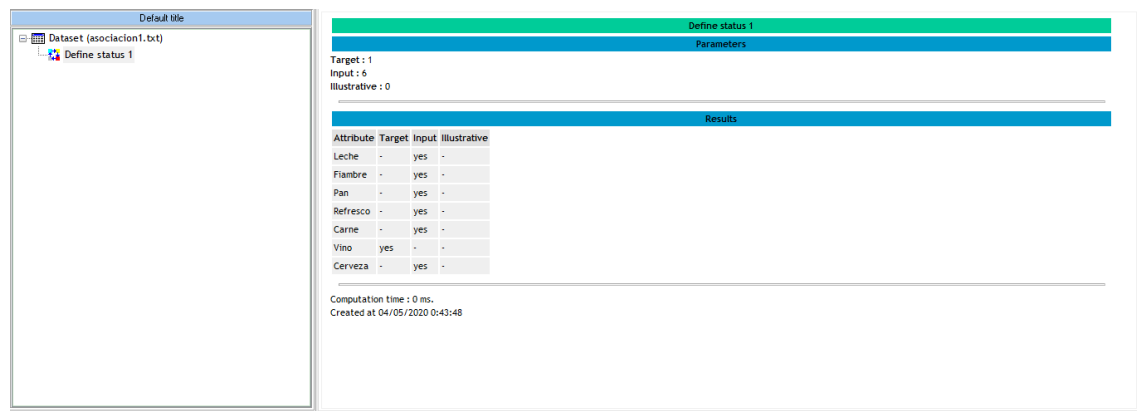 Default title
Dataset (asociacion1.txt)
Define status 1
Define status 1
Parameters
Target : 1
Input : 6
Illustrative : 0
Results
Attribute Target Input Illustrative
Leche - yes -
Fiambre - yes -
Pan - yes -
Refresco - yes -
Carne - yes -
Vino yes - -
Cerveza - yes -
Computation time : 0 ms.
Created at 04/05/2020 0:43:48